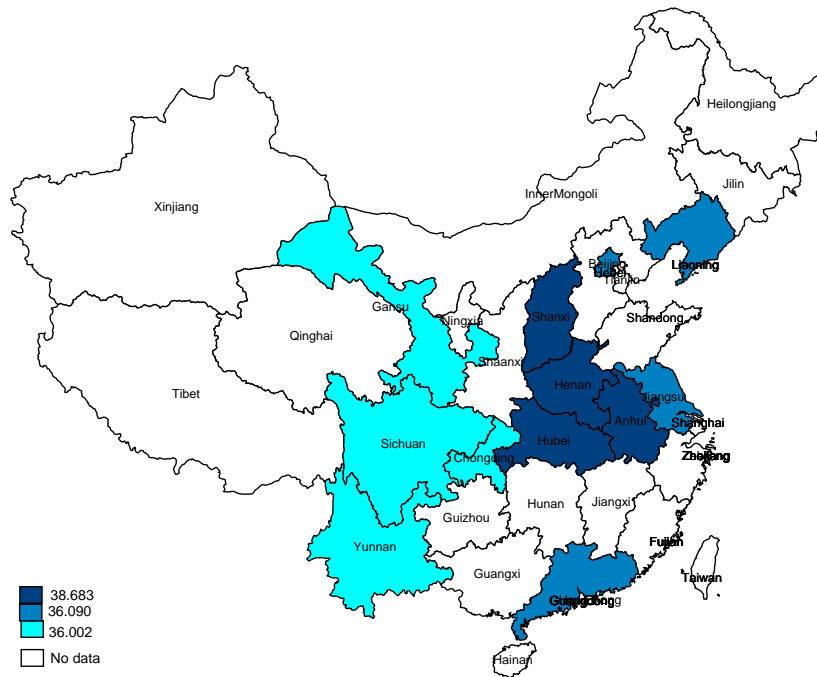 Heilongjiang
Jilin
InnerMongoli
Xinjiang
Beijing
Liaoning
Tianjin
Gansu
Ningxia
Shanxi
Shandong
Qinghai
Shaanxi
Henan
Tibet
Jiangsu
Anhui
Shanghai
Sichuan
Hubei
Chongqing
Zhejiang
Hunan
Jiangxi
Guizhou
Yunnan
Fujian
Guangxi
Taiwan
Guangdong
Hainan
38.683
36.090
36.002
No data